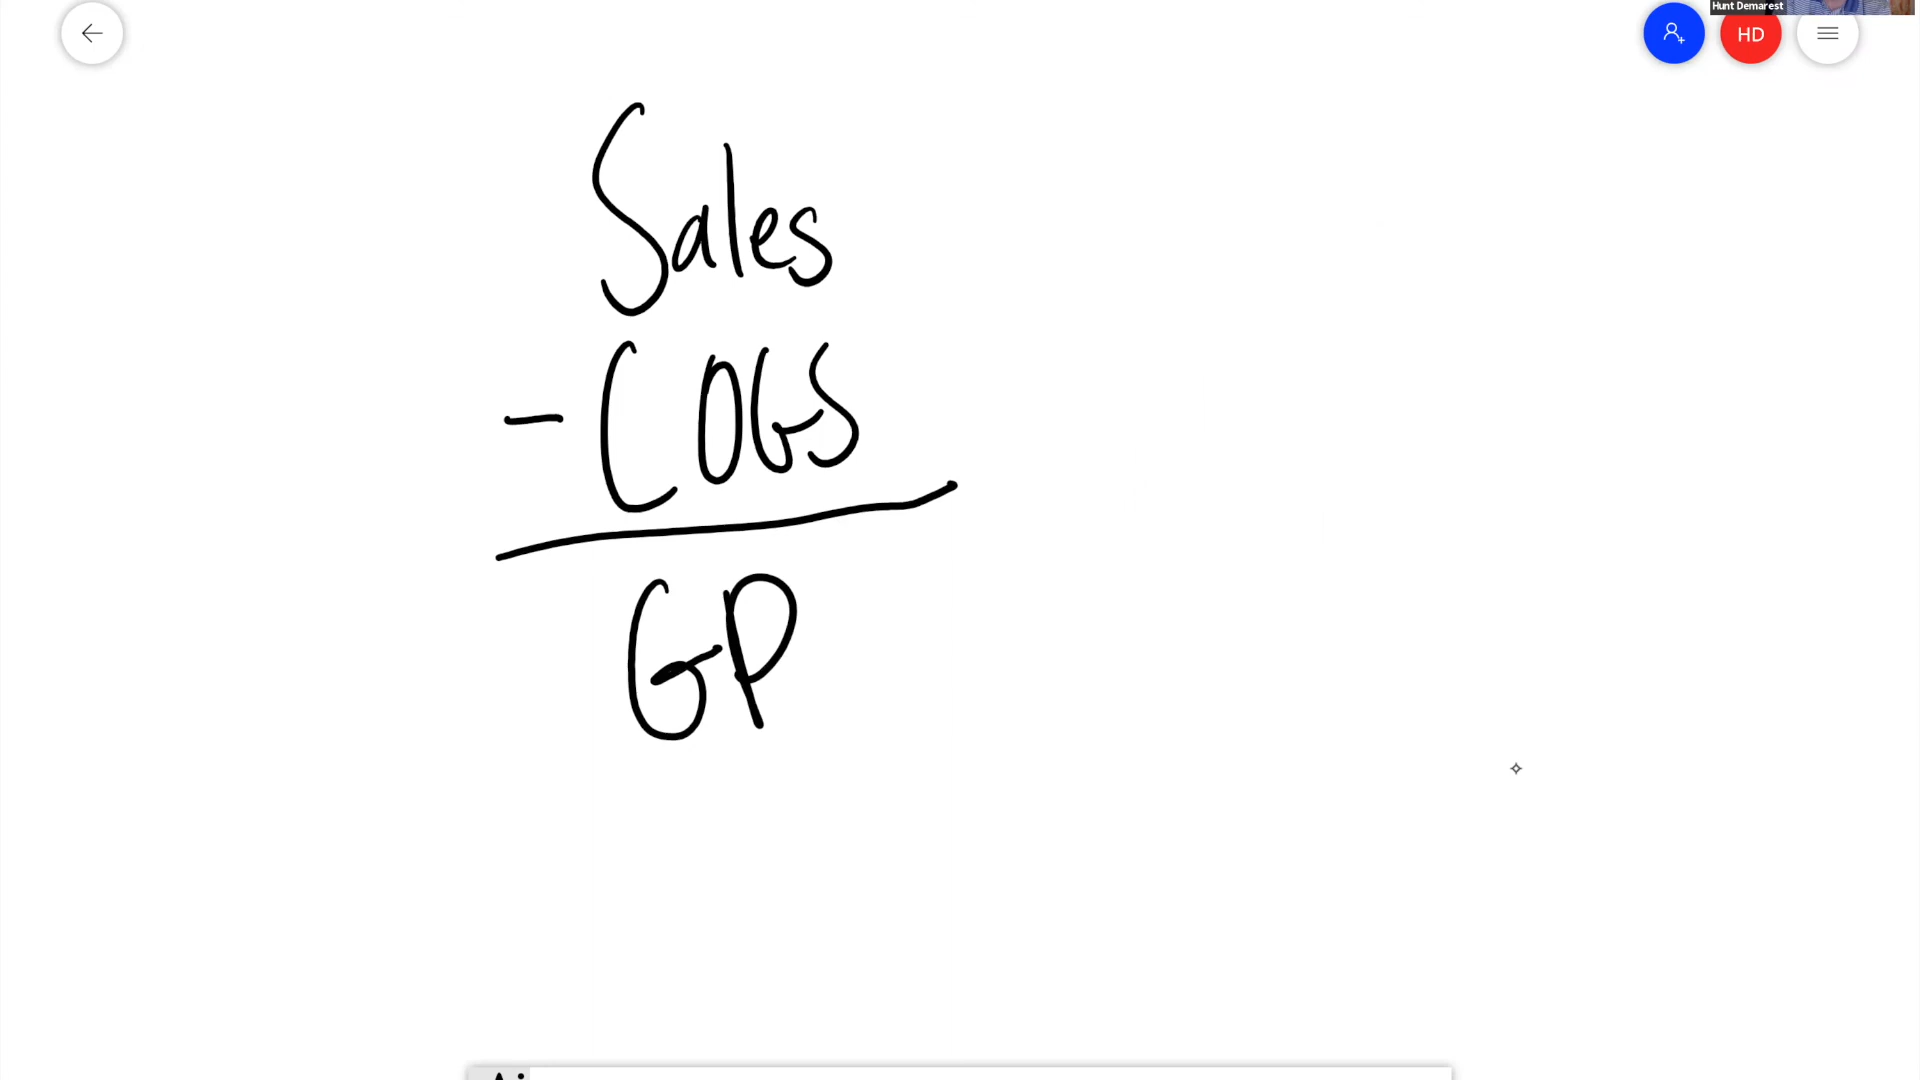 Hunt Demarest
HD
Sales
- COGS
GP